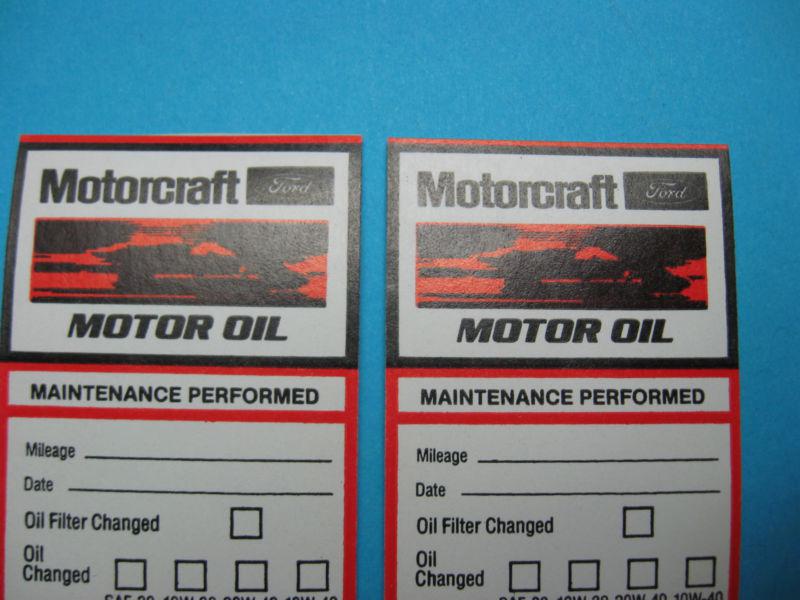 Motorcraft Ford
MOTOR OIL
MAINTENANCE PERFORMED
Mileage
Date
Oil Filter Changed
Oil
Changed
Motorcraft Ford
MOTOR OIL
MAINTENANCE PERFORMED
Mileage
Date
Oil Filter Changed
Oil
Changed